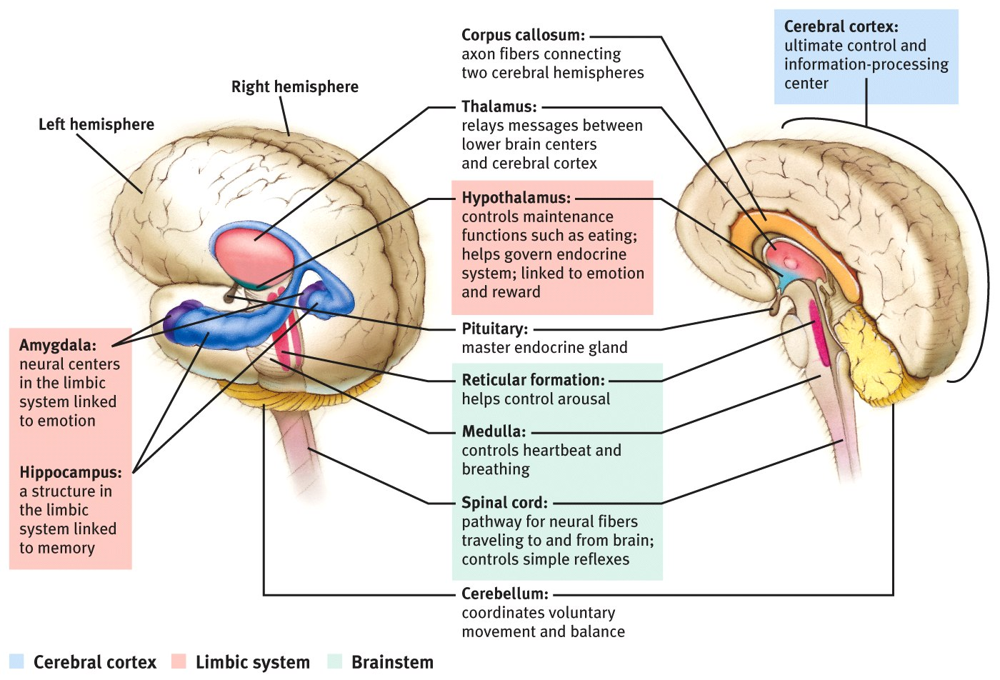 Corpus callosum:
axon fibers connecting
two cerebral hemispheres
Cerebral cortex:
ultimate control and
information-processing
center
Right hemisphere
Left hemisphere
Thalamus:
relays messages between
lower brain centers
and cerebral cortex
Hypothalamus:
controls maintenance
functions such as eating;
helps govern endocrine
system; linked to emotion
and reward
Pituitary:
master endocrine gland
Amygdala:
neural centers
in the limbic
system linked
to emotion
Reticular formation:
helps control arousal
Medulla:
controls heartbeat and
breathing
Hippocampus:
a structure in
the limbic
system linked
to memory
Spinal cord:
pathway for neural fibers
traveling to and from brain;
controls simple reflexes
Cerebellum:
coordinates voluntary
movement and balance
Cerebral cortex Limbic system Brainstem